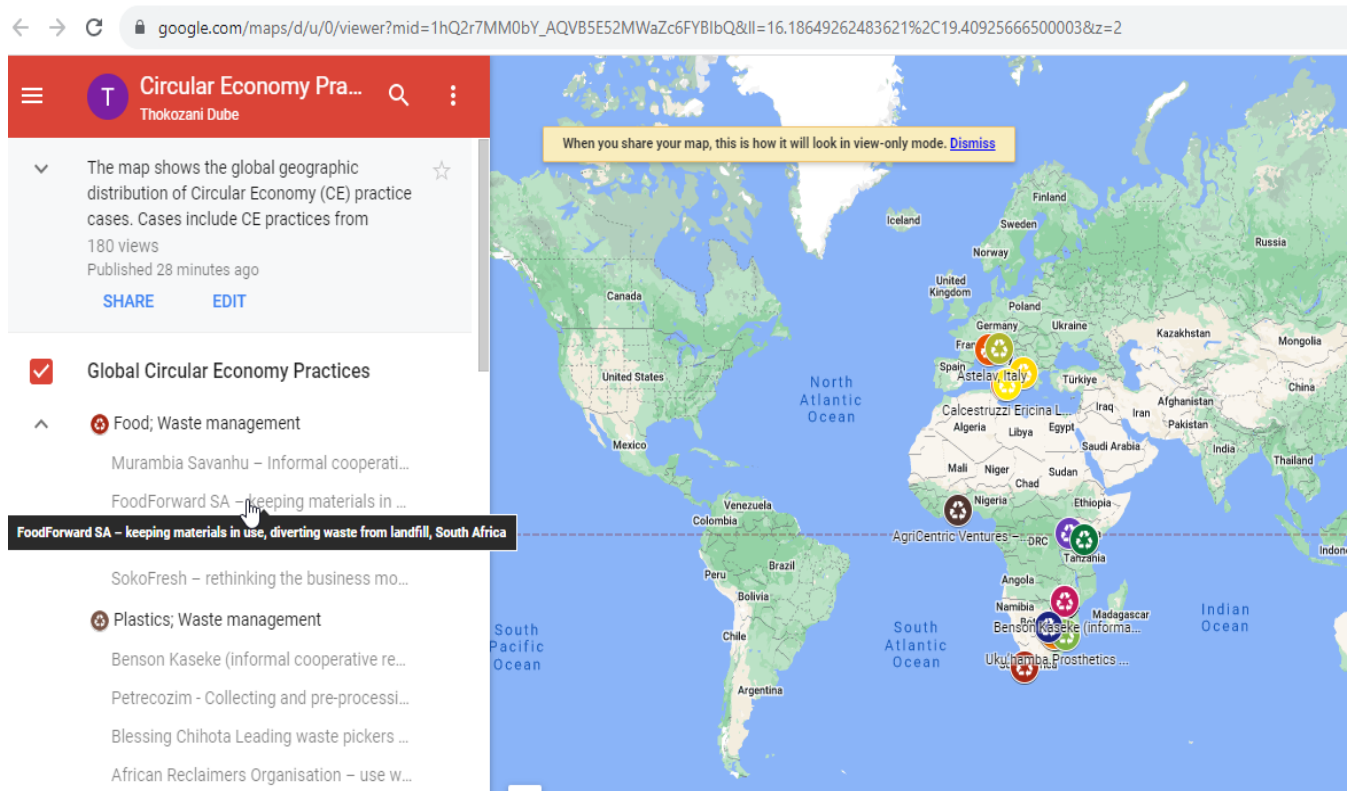 google.com/maps/d/u/0/viewer?mid=1hQ2r7MM0bY_AQVB5E52MWaZc6FYBIbQ&ll=16.18649262483621%2C19.40925666500003&z=2
T
Circular Economy Pra...
Thokozani Dube
The map shows the global geographic
distribution of Circular Economy (CE) practice
cases. Cases include CE practices from
180 views
Published 28 minutes ago
SHARE EDIT
Global Circular Economy Practices
Food; Waste management
Murambia Savanhu – Informal cooperati...
FoodForward SA – keeping materials in ...
FoodForward SA – keeping materials in use, diverting waste from landfill, South Africa
SokoFresh – rethinking the business mo...
Plastics; Waste management
Benson Kaseke (informal cooperative re...
Petrecozim - Collecting and pre-processi...
Blessing Chihota Leading waste pickers ...
African Reclaimers Organisation – use w...
When you share your map, this is how it will look in view-only mode. Dismiss
Iceland
Finland
Sweden
Norway
Russia
United
Kingdom
Canada
Poland
Germany
Ukraine
Kazakhstan
Mongolia
Spain
Astelav, Italy
Türkiye
United States
North
Atlantic
Ocean
China
Calcestruzzi Ericina L...
Iraq
Iran
Afghanistan
Pakistan
Algeria
Libya
Egypt
Saudi Arabia
India
Thailand
Mexico
Mali
Niger
Chad
Sudan
Nigeria
Ethiopia
Venezuela
Colombia
AgriCentric Ventures –...
DRC
Tanzania
Brazil
Peru
Bolivia
Angola
Namibia
Madagascar
Indian
Ocean
South
Pacific
Ocean
Chile
South
Atlantic
Ocean
Benson Kaseke (informa...
Uku'hamba Prosthetics ...
Argentina